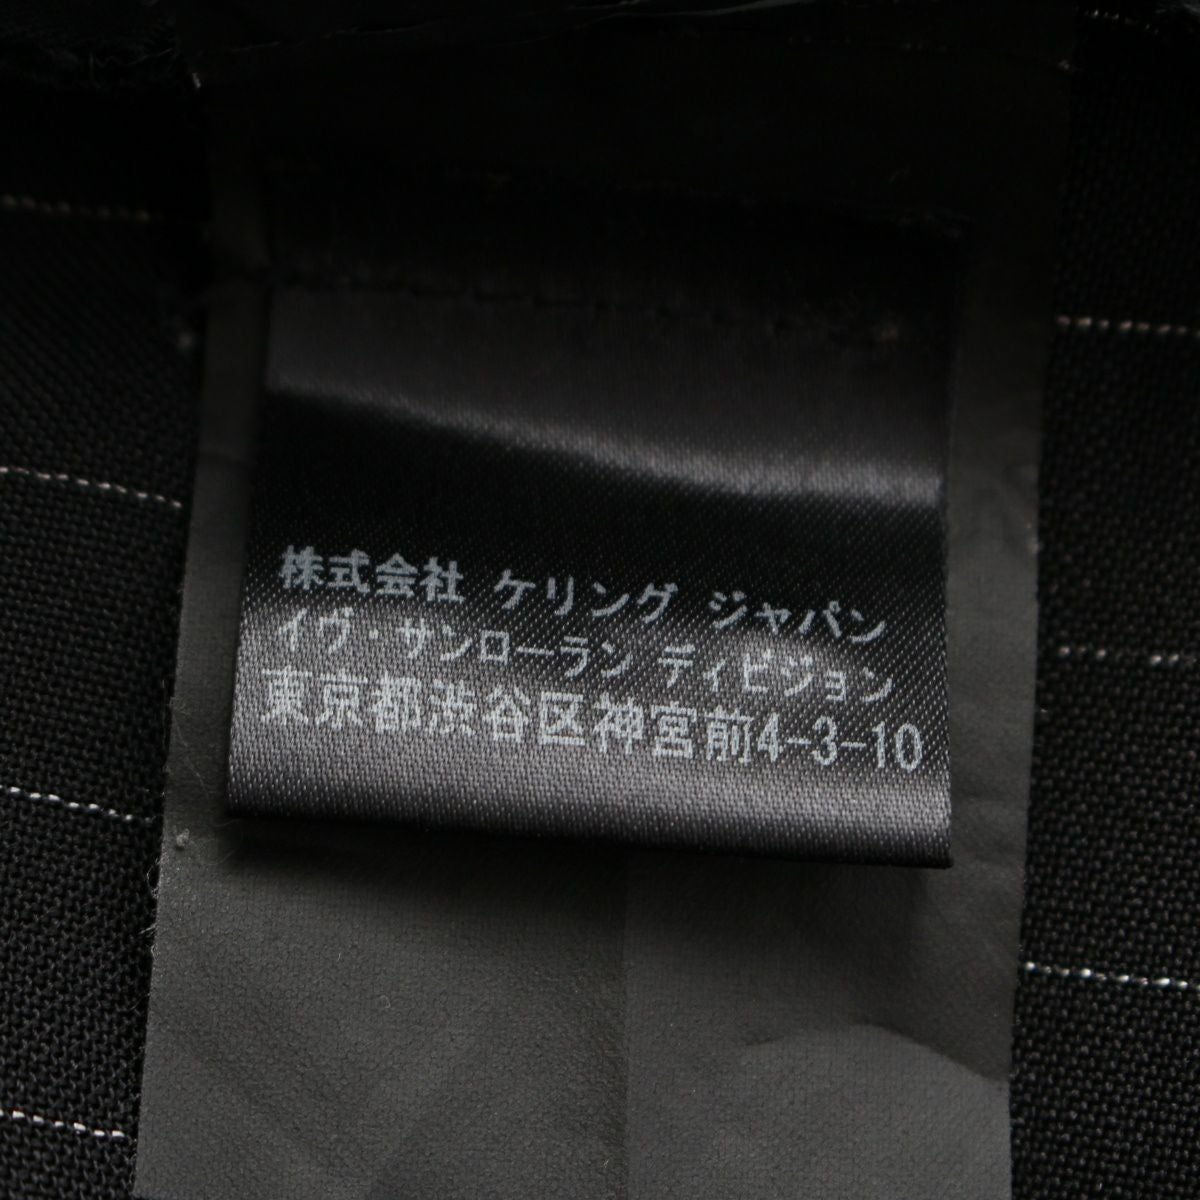 株式会社 ケリング ジャパン
イヴ・サンローラン ディビジョン
東京都渋谷区神宮前4-3-10